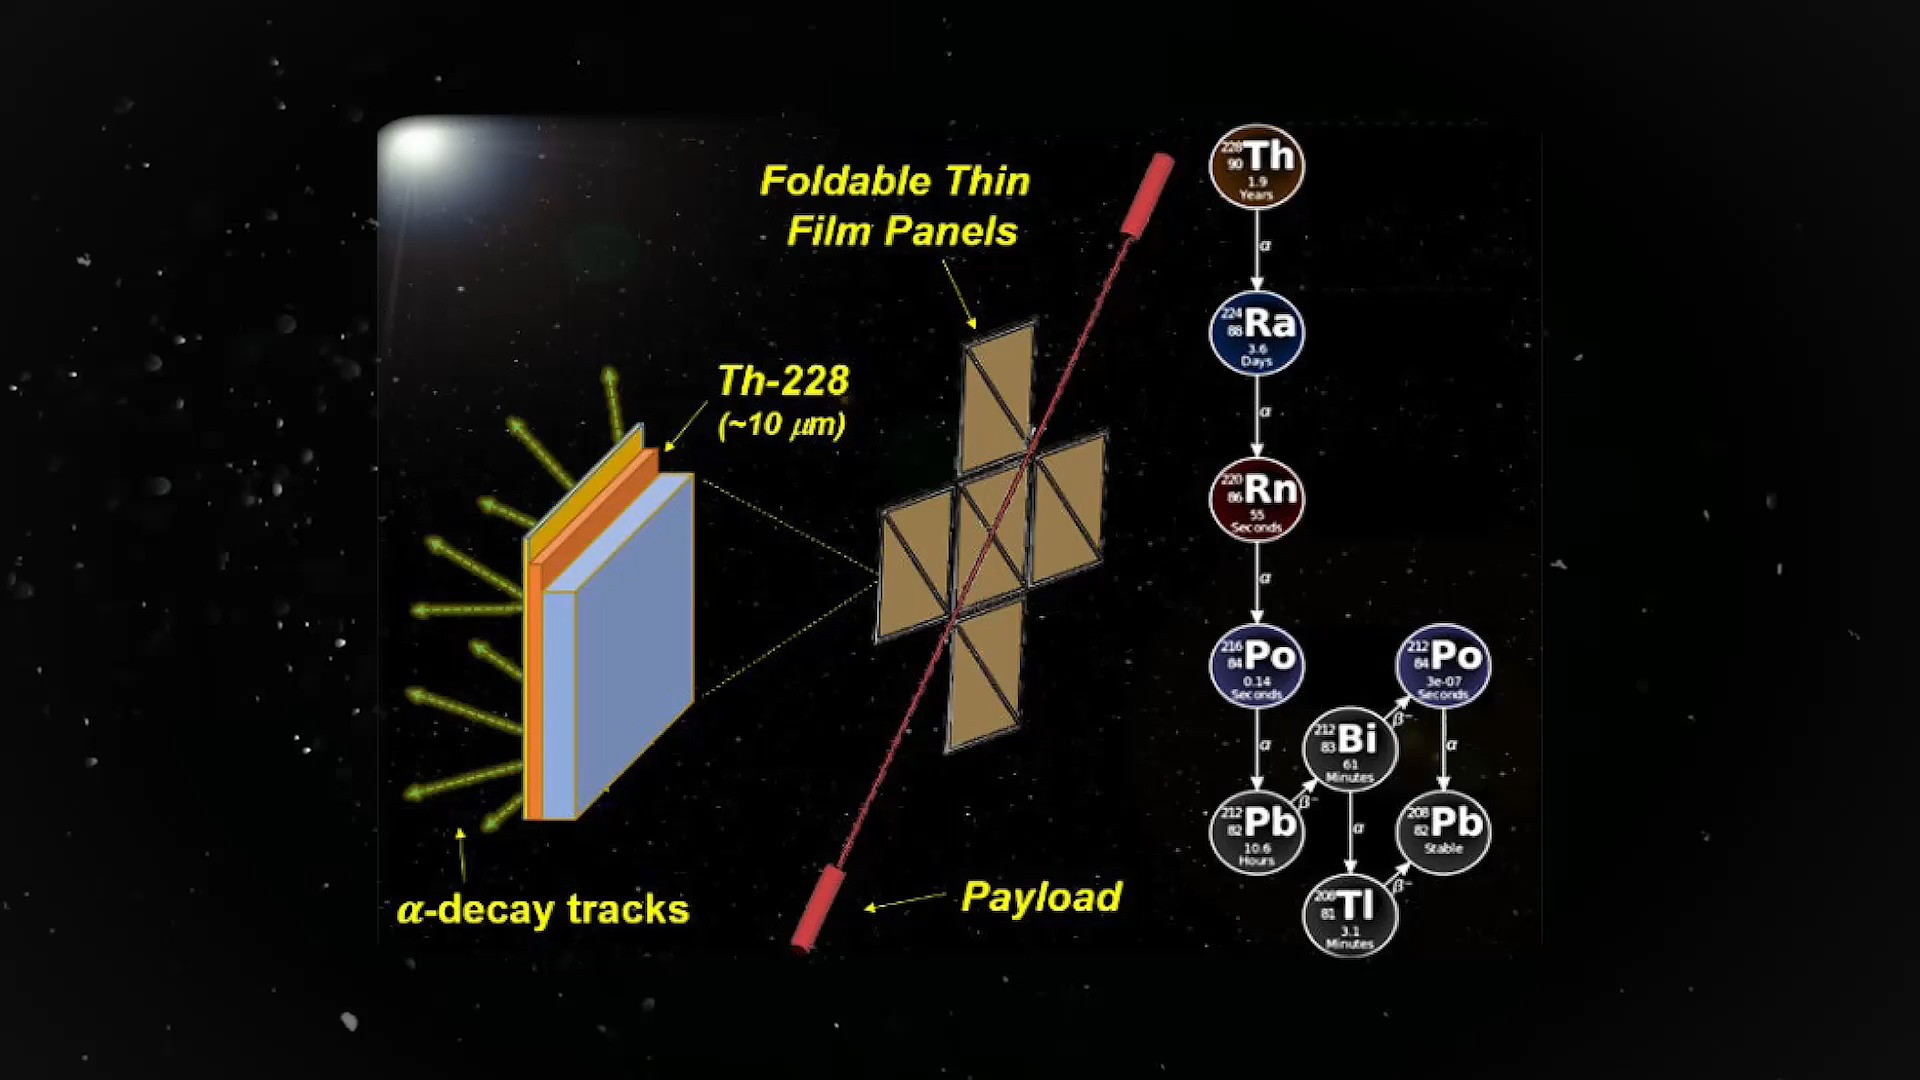 Foldable Thin
Film Panels
Th-228
(~10 μm)
α-decay tracks
Payload
228
90
Th
1.9
Years
α
224
88
Ra
3.6
Days
α
220
86
Rn
55
Seconds
α
216
84
Po
0.14
Seconds
α
212
82
Pb
10.6
Hours
β⁻
212
83
Bi
61
Minutes
β⁻
212
84
Po
3e-07
Seconds
α
α
208
81
Tl
3.1
Minutes
β⁻
208
82
Pb
Stable